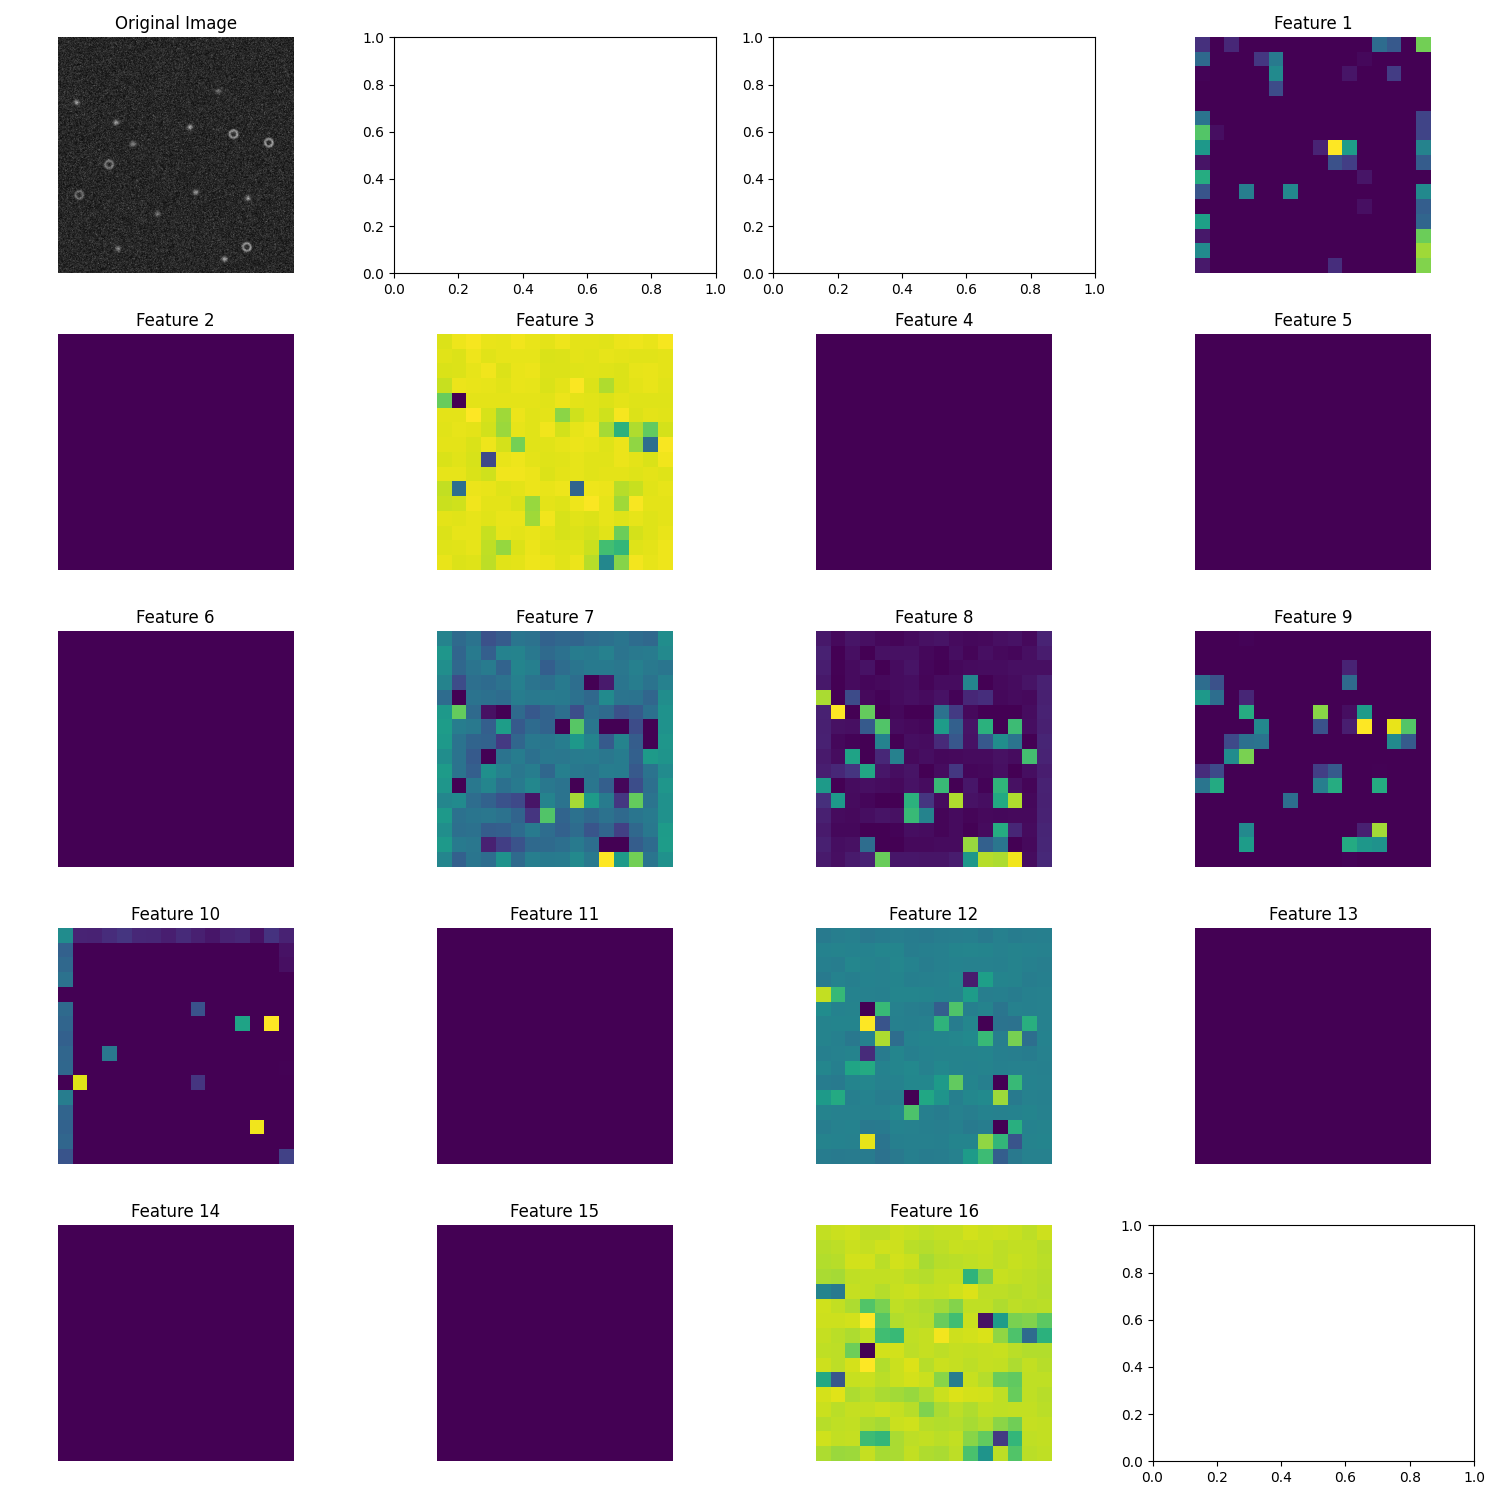 Original Image
Feature 1
1.0
0.8
0.6
0.4
0.2
0.0
0.0 0.2 0.4 0.6 0.8 1.0
1.0
0.8
0.6
0.4
0.2
0.0
0.0 0.2 0.4 0.6 0.8 1.0
Feature 2
Feature 3
Feature 4
Feature 5
Feature 6
Feature 7
Feature 8
Feature 9
Feature 10
Feature 11
Feature 12
Feature 13
Feature 14
Feature 15
Feature 16
1.0
0.8
0.6
0.4
0.2
0.0
0.0 0.2 0.4 0.6 0.8 1.0